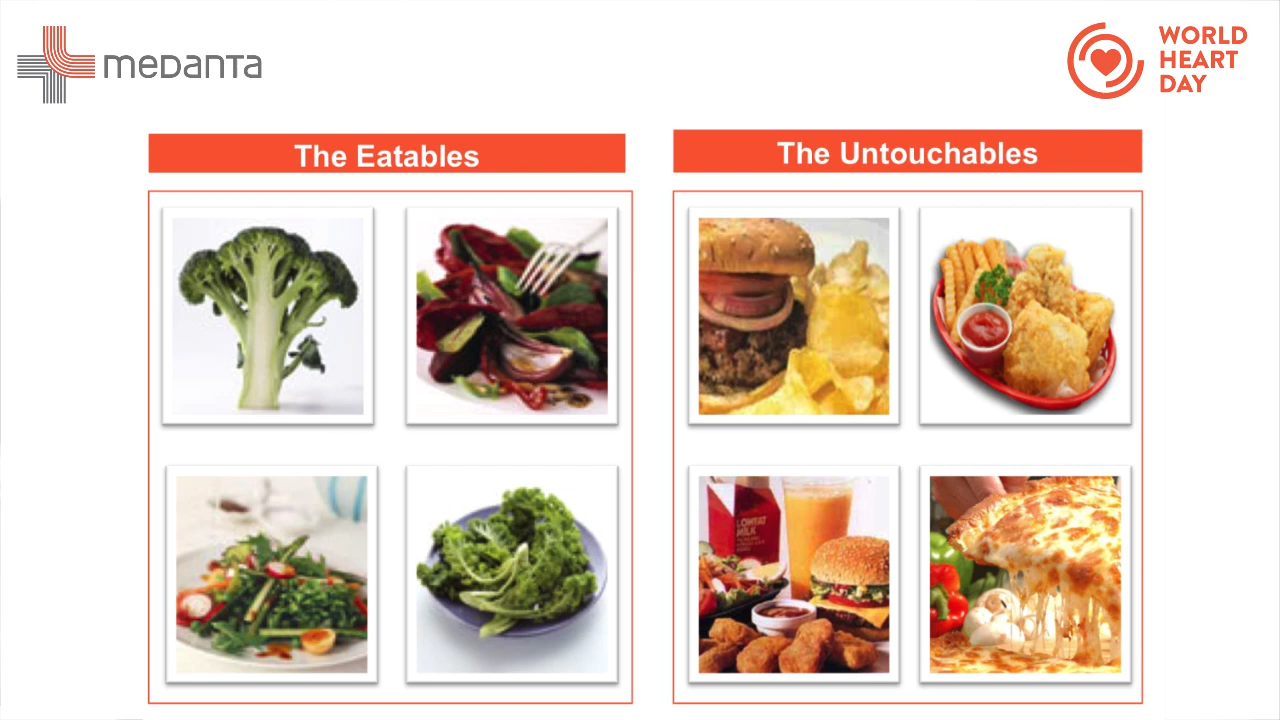 medanta
WORLD
HEART
DAY
The Eatables
The Untouchables
LOWFAT
MILK